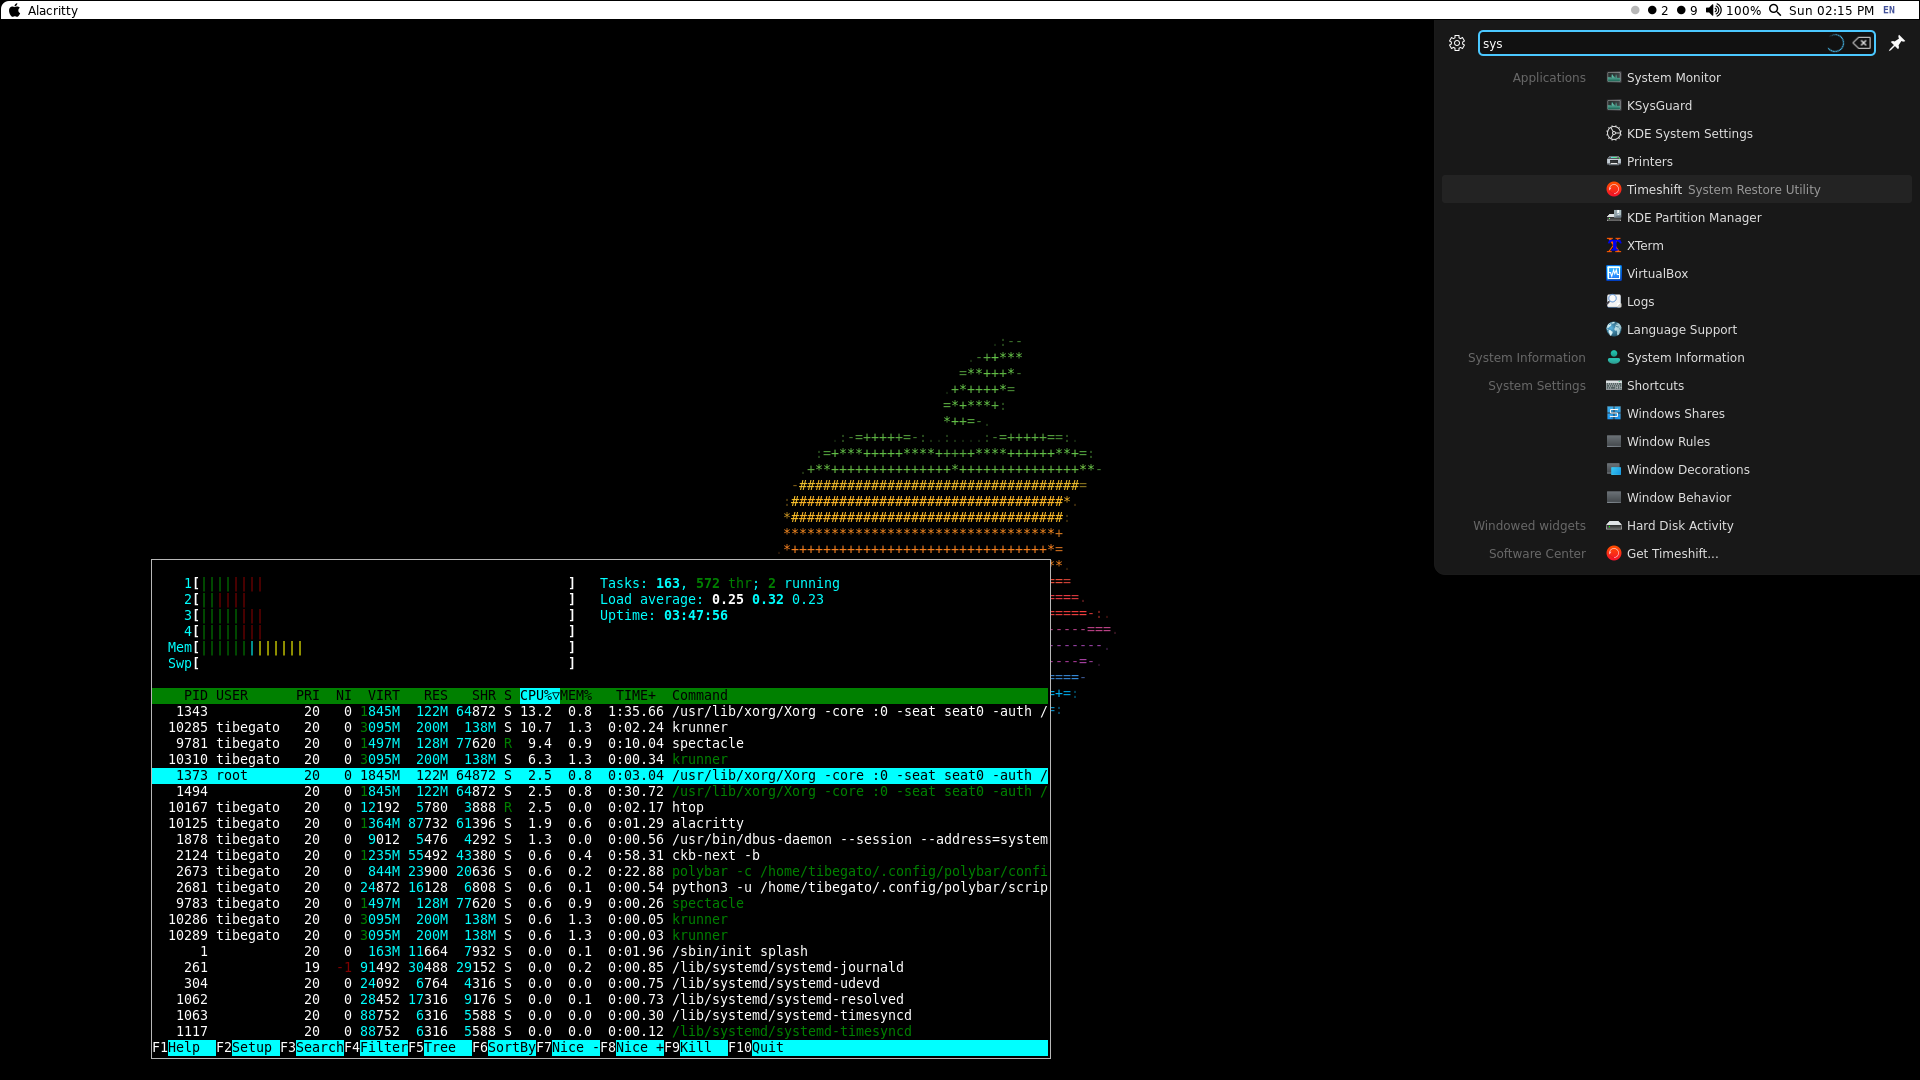 Alacritty
2 9 100% Sun 02:15 PM EN
sys
Applications System Monitor
KSysGuard
KDE System Settings
Printers
Timeshift System Restore Utility
KDE Partition Manager
XTerm
VirtualBox
Logs
Language Support
System Information System Information
System Settings Shortcuts
Windows Shares
Window Rules
Window Decorations
Window Behavior
Windowed widgets Hard Disk Activity
Software Center Get Timeshift...
1[|||||||| ] Tasks: 163, 572 thr; 2 running
2[|||||| ] Load average: 0.25 0.32 0.23
3[|||||||| ] Uptime: 03:47:56
4[|||||||| ]
Mem[||||||||||||| ]
Swp[ ]
PID USER PRI NI VIRT RES SHR S CPU%▽MEM% TIME+ Command
1343 20 0 1845M 122M 64872 S 13.2 0.8 1:35.66 /usr/lib/xorg/Xorg -core :0 -seat seat0 -auth /
10285 tibegato 20 0 3095M 200M 138M S 10.7 1.3 0:02.24 krunner
9781 tibegato 20 0 1497M 128M 77620 R 9.4 0.9 0:10.04 spectacle
10310 tibegato 20 0 3095M 200M 138M S 6.3 1.3 0:00.34 krunner
1373 root 20 0 1845M 122M 64872 S 2.5 0.8 0:03.04 /usr/lib/xorg/Xorg -core :0 -seat seat0 -auth /
1494 20 0 1845M 122M 64872 S 2.5 0.8 0:30.72 /usr/lib/xorg/Xorg -core :0 -seat seat0 -auth /
10167 tibegato 20 0 12192 5780 3888 R 2.5 0.0 0:02.17 htop
10125 tibegato 20 0 1364M 87732 61396 S 1.9 0.6 0:01.29 alacritty
1878 tibegato 20 0 9012 5476 4292 S 1.3 0.0 0:00.56 /usr/bin/dbus-daemon --session --address=system
2124 tibegato 20 0 1235M 55492 43380 S 0.6 0.4 0:58.31 ckb-next -b
2673 tibegato 20 0 844M 23900 20636 S 0.6 0.2 0:22.88 polybar -c /home/tibegato/.config/polybar/confi
2681 tibegato 20 0 24872 16128 6808 S 0.6 0.1 0:00.54 python3 -u /home/tibegato/.config/polybar/scrip
9783 tibegato 20 0 1497M 128M 77620 S 0.6 0.9 0:00.26 spectacle
10286 tibegato 20 0 3095M 200M 138M S 0.6 1.3 0:00.05 krunner
10289 tibegato 20 0 3095M 200M 138M S 0.6 1.3 0:00.03 krunner
1 20 0 163M 11664 7932 S 0.0 0.1 0:01.96 /sbin/init splash
261 19 -1 91492 30488 29152 S 0.0 0.2 0:00.85 /lib/systemd/systemd-journald
304 20 0 24092 6764 4316 S 0.0 0.0 0:00.75 /lib/systemd/systemd-udevd
1062 20 0 28452 17316 9176 S 0.0 0.1 0:00.73 /lib/systemd/systemd-resolved
1063 20 0 88752 6316 5588 S 0.0 0.0 0:00.30 /lib/systemd/systemd-timesyncd
1117 20 0 88752 6316 5588 S 0.0 0.0 0:00.12 /lib/systemd/systemd-timesyncd
F1Help F2Setup F3SearchF4FilterF5Tree F6SortByF7Nice -F8Nice +F9Kill F10Quit